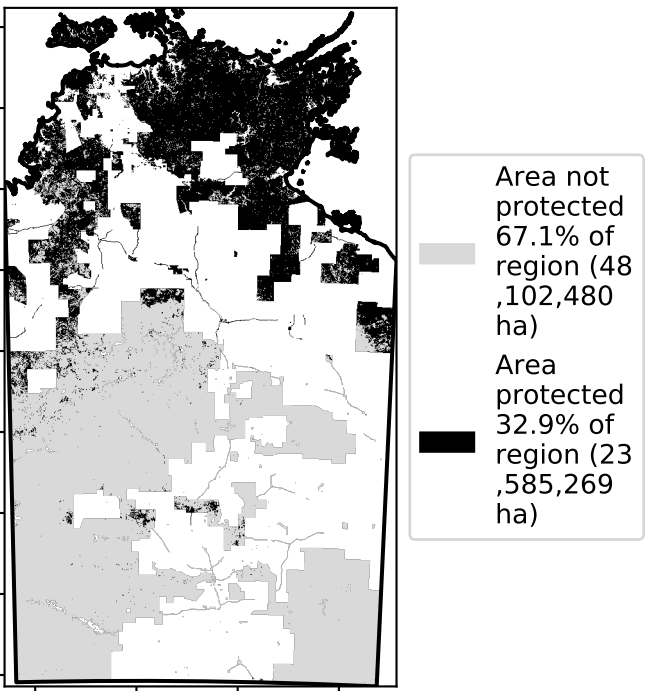 Area not
protected
67.1% of
region (48
,102,480
ha)
Area
protected
32.9% of
region (23
,585,269
ha)